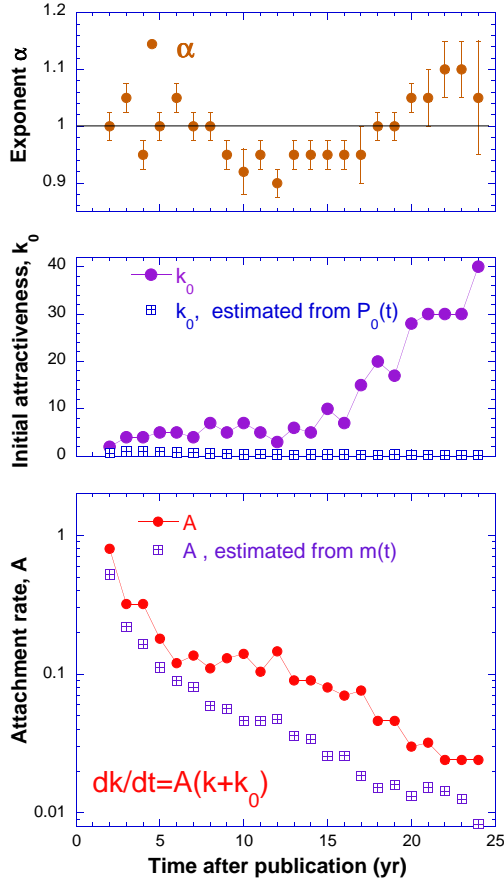 1.2
1.1
1
0.9
Exponent α
α
40
30
20
10
0
Initial attractiveness, k₀
k₀
k₀, estimated from P₀(t)
1
0.1
0.01
Attachment rate, A
A
A , estimated from m(t)
dk/dt=A(k+k₀)
0 5 10 15 20 25
Time after publication (yr)